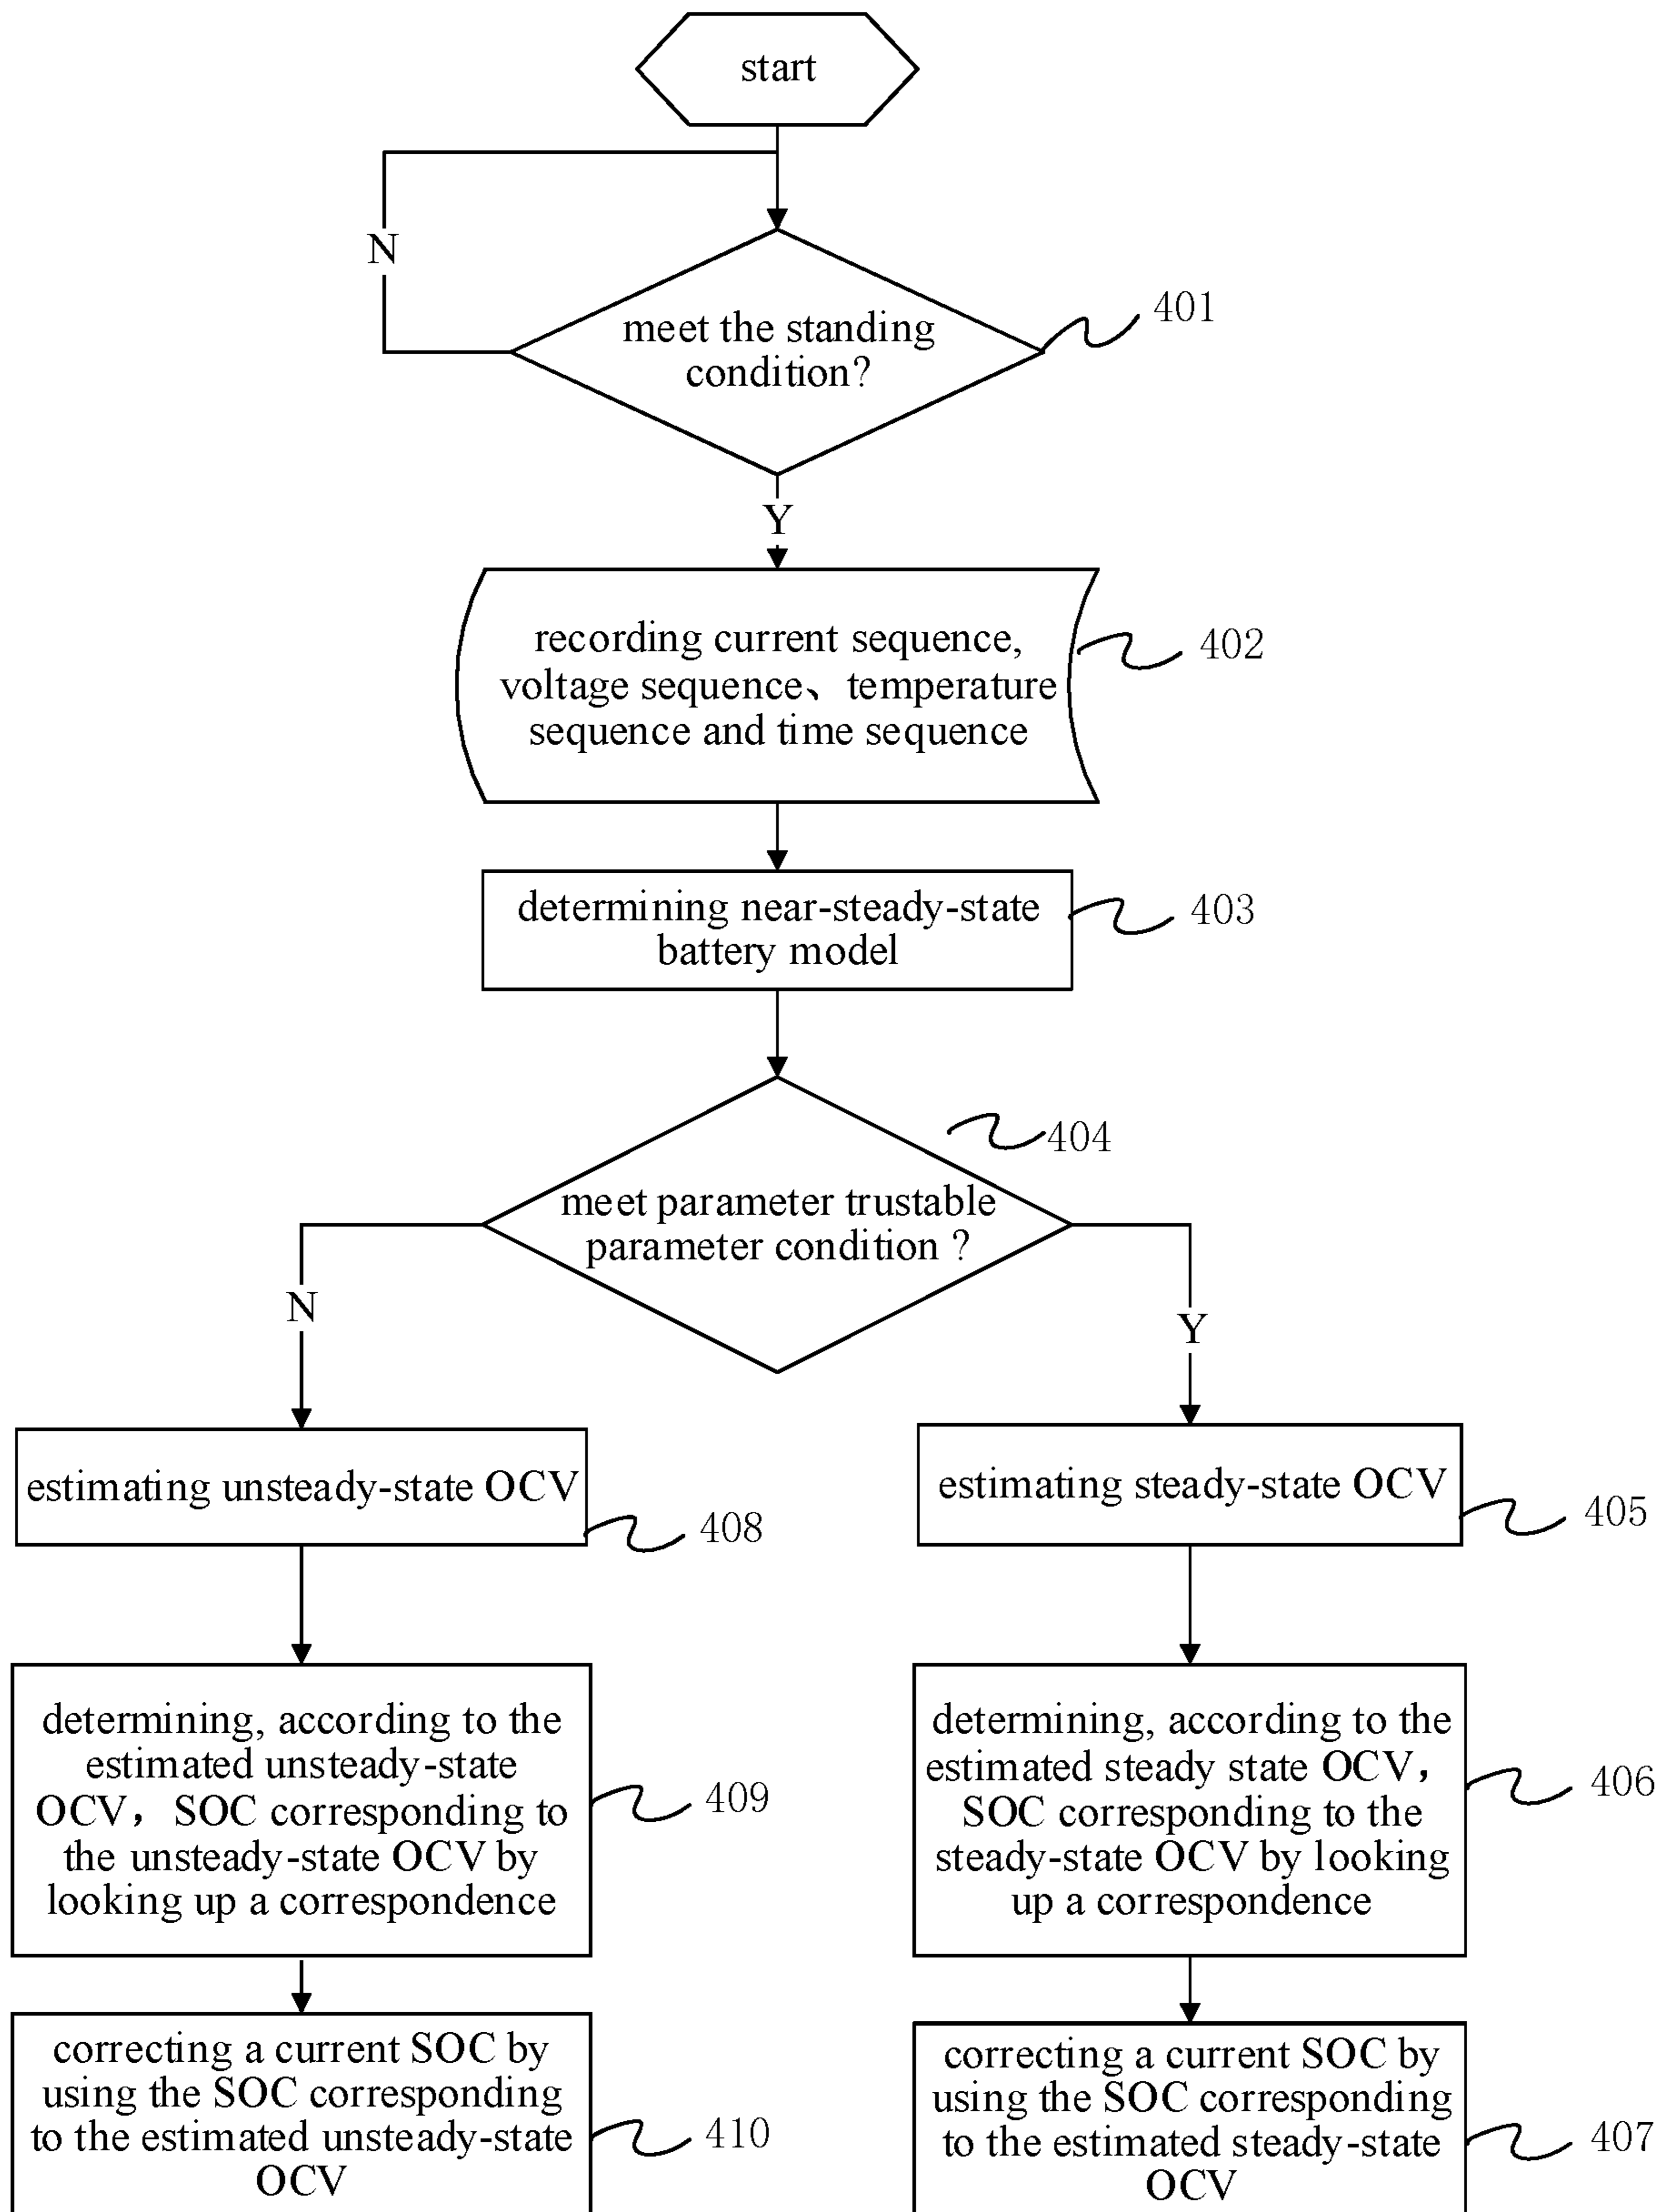 start
N
meet the standing
condition?
401
Y
recording current sequence,
voltage sequence、temperature
sequence and time sequence
402
determining near-steady-state
battery model
403
404
meet parameter trustable
parameter condition ?
N
Y
estimating unsteady-state OCV
408
estimating steady-state OCV
405
determining, according to the
estimated unsteady-state
OCV，SOC corresponding to
the unsteady-state OCV by
looking up a correspondence
409
determining, according to the
estimated steady state OCV，
SOC corresponding to the
steady-state OCV by looking
up a correspondence
406
correcting a current SOC by
using the SOC corresponding
to the estimated unsteady-state
OCV
410
correcting a current SOC by
using the SOC corresponding
to the estimated steady-state
OCV
407